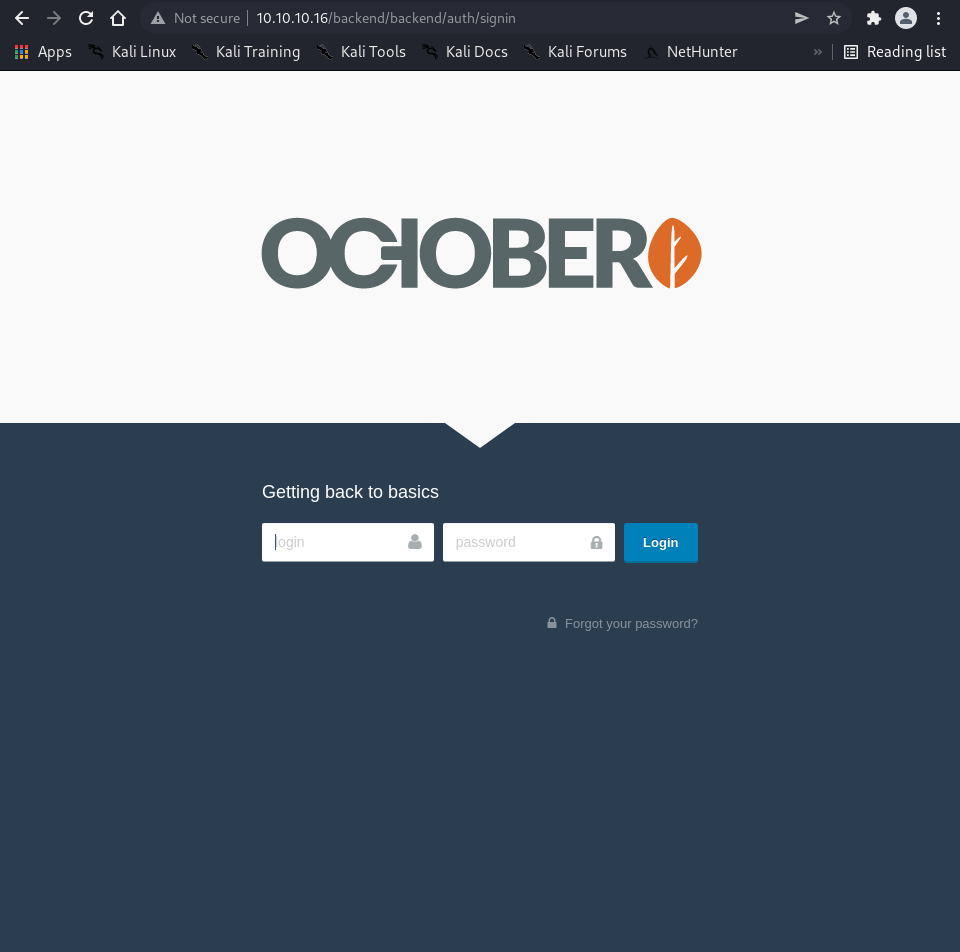 Not secure 10.10.10.16/backend/backend/auth/signin
Apps Kali Linux Kali Training Kali Tools Kali Docs Kali Forums NetHunter » Reading list
OCTOBER
Getting back to basics
login password Login
Forgot your password?